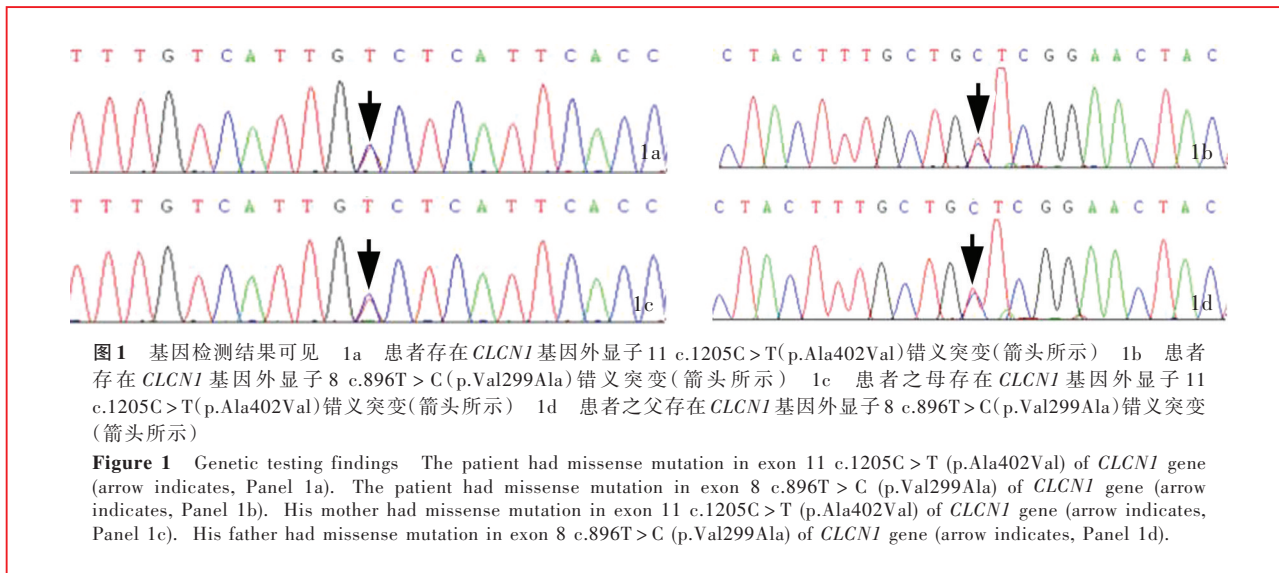 T T T G T C A T T G T C T C A T T C A C C
C T A C T T T G C T G C T C G G A A C T A C
1a
1b
T T T G T C A T T G T C T C A T T C A C C
C T A C T T T G C T G C T C G G A A C T A C
1c
1d
图1 基因检测结果可见 1a 患者存在CLCN1基因外显子11 c.1205C>T(p.Ala402Val)错义突变(箭头所示) 1b 患者
存在CLCN1基因外显子8 c.896T>C(p.Val299Ala)错义突变(箭头所示) 1c 患者之母存在CLCN1基因外显子11
c.1205C>T(p.Ala402Val)错义突变(箭头所示) 1d 患者之父存在CLCN1基因外显子8 c.896T>C(p.Val299Ala)错义突变
(箭头所示)
Figure 1 Genetic testing findings The patient had missense mutation in exon 11 c.1205C > T (p.Ala402Val) of CLCN1 gene
(arrow indicates, Panel 1a). The patient had missense mutation in exon 8 c.896T > C (p.Val299Ala) of CLCN1 gene (arrow
indicates, Panel 1b). His mother had missense mutation in exon 11 c.1205C > T (p.Ala402Val) of CLCN1 gene (arrow indicates,
Panel 1c). His father had missense mutation in exon 8 c.896T > C (p.Val299Ala) of CLCN1 gene (arrow indicates, Panel 1d).